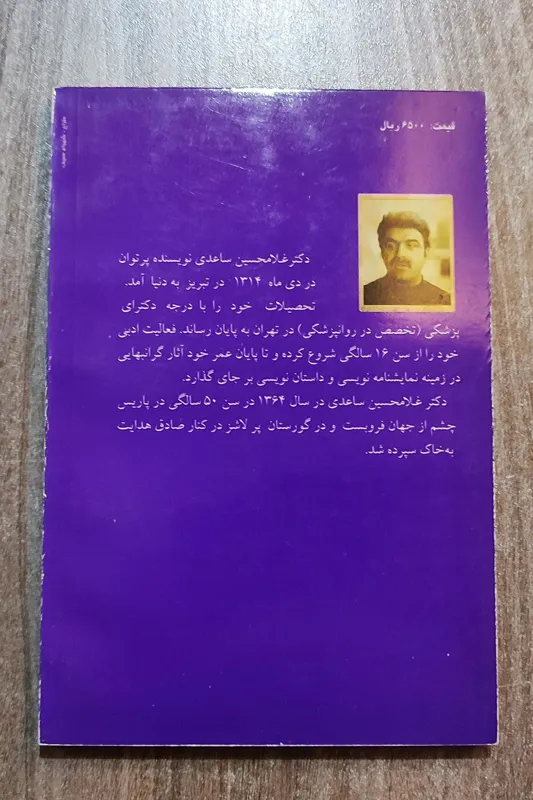 قیمت: ۶۵۰۰ ریال
دکترغلامحسین ساعدی نویسنده پرتوان
در دی ماه ۱۳۱۴ در تبریز به دنیا آمد.
تحصیلات خود را با درجه دکترای
پزشکی (تخصص در روانپزشکی) در تهران به پایان رساند. فعالیت ادبی
خود را از سن ۱۶ سالگی شروع کرده و تا پایان عمر خود آثار گرانبهایی
در زمینه نمایشنامه نویسی و داستان نویسی بر جای گذارد.
دکتر غلامحسین ساعدی در سال ۱۳۶۴ در سن ۵۰ سالگی در پاریس
چشم از جهان فروبست و در گورستان پر لاشز در کنار صادق هدایت
به‌خاک سپرده شد.